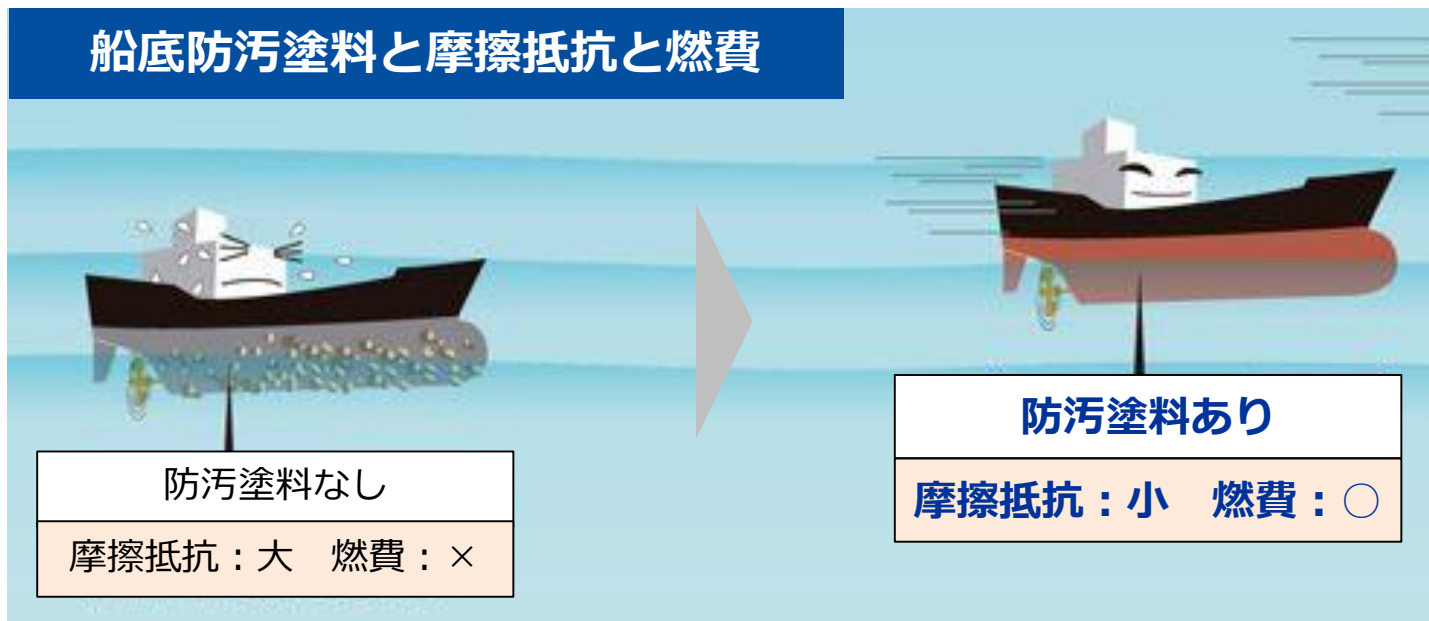 船底防汚塗料と摩擦抵抗と燃費
防汚塗料なし
摩擦抵抗：大　燃費：×
防汚塗料あり
摩擦抵抗：小　燃費：○